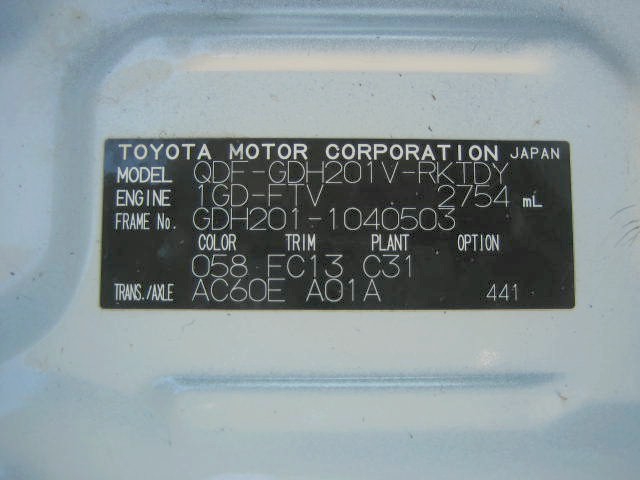 TOYOTA MOTOR CORPORATION JAPAN
MODEL QDF-GDH201V-RKTDY
ENGINE 1GD-FTV 2754 mL
FRAME No. GDH201-1040503
COLOR TRIM PLANT OPTION
058 FC13 C31
TRANS./AXLE AC60E A01A 441